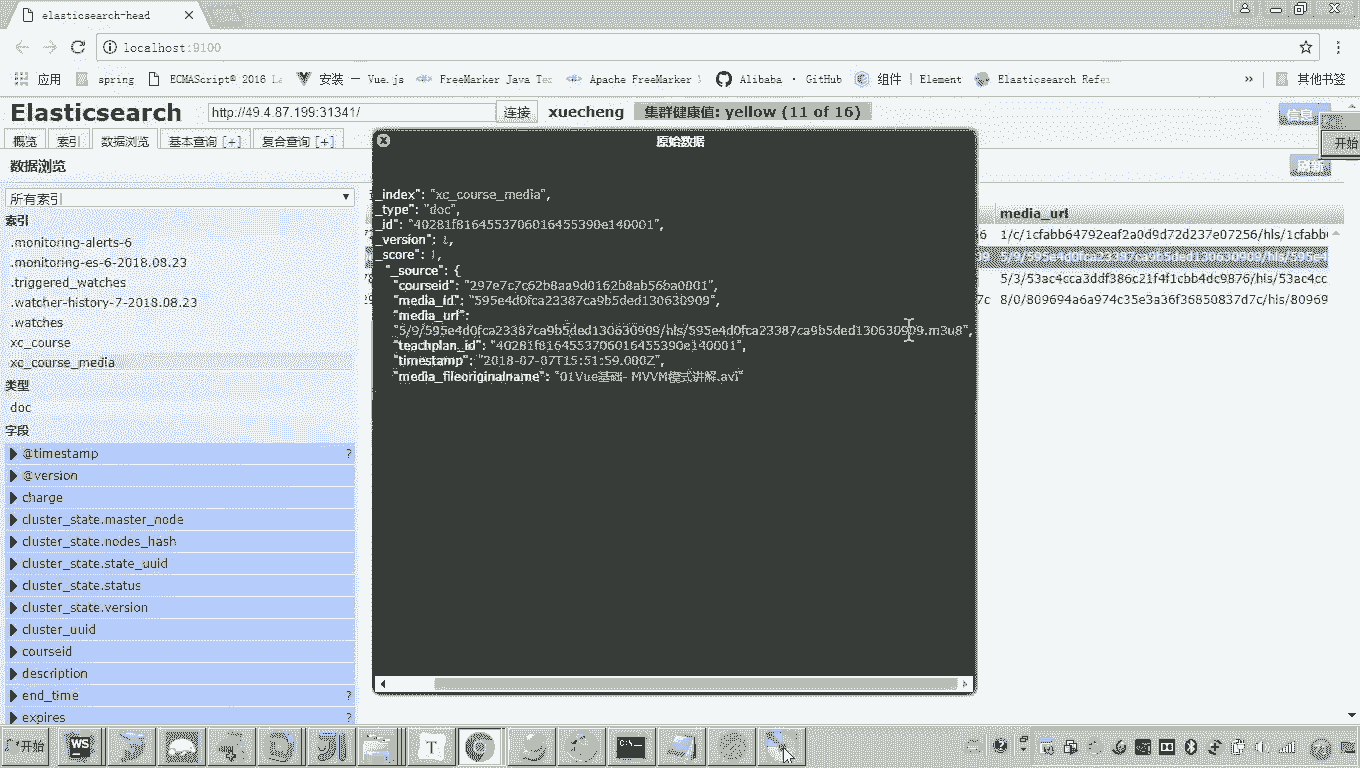 elasticsearch-head
localhost:9100
应用 spring ECMAScript® 2016 La 安装 — Vue.js FreeMarker Java Tem Apache FreeMarker Alibaba · GitHub 组件 | Element Elasticsearch Refer » 其他书签
Elasticsearch http://49.4.87.199:31341/ 连接 xuecheng 集群健康值: yellow (11 of 16) 信息
开始
概览 索引 数据浏览 基本查询 [+] 复合查询 [+]
数据浏览
所有索引
索引
.monitoring-alerts-6
.monitoring-es-6-2018.08.23
.triggered_watches
.watcher-history-7-2018.08.23
.watches
xc_course
xc_course_media
类型
doc
字段
@timestamp ?
@version
charge
cluster_state.master_node
cluster_state.nodes_hash
cluster_state.state_uuid
cluster_state.status
cluster_state.version
cluster_uuid
courseid
description
end_time ?
expires ?
原始数据
_index": "xc_course_media",
_type": "doc",
_id": "40281f8164553706016455390e140001",
_version": 1,
_score": 1,
"_source": {
"courseid": "297e7c7c62b8aa9d0162b8ab56ba0001",
"media_id": "595e4d0fca23387ca9b5ded130630909",
"media_url":
"5/9/595e4d0fca23387ca9b5ded130630909/hls/595e4d0fca23387ca9b5ded130630909.m3u8",
"teachplan_id": "40281f8164553706016455390e140001",
"timestamp": "2018-07-07T15:51:59.000Z",
"media_fileoriginalname": "01Vue基础- MVVM模式讲解.avi"
media_url
1/c/1cfabb64792eaf2a0d9d72d237e07256/hls/1cfabb
5/9/595e4d0fca23387ca9b5ded130630909/hls/595e4
5/3/53ac4cca3ddf386c21f4f1cbb4dc9876/hls/53ac4cc
8/0/809694a6a974c35e3a36f36850837d7c/hls/80969
开始 WS T C:\